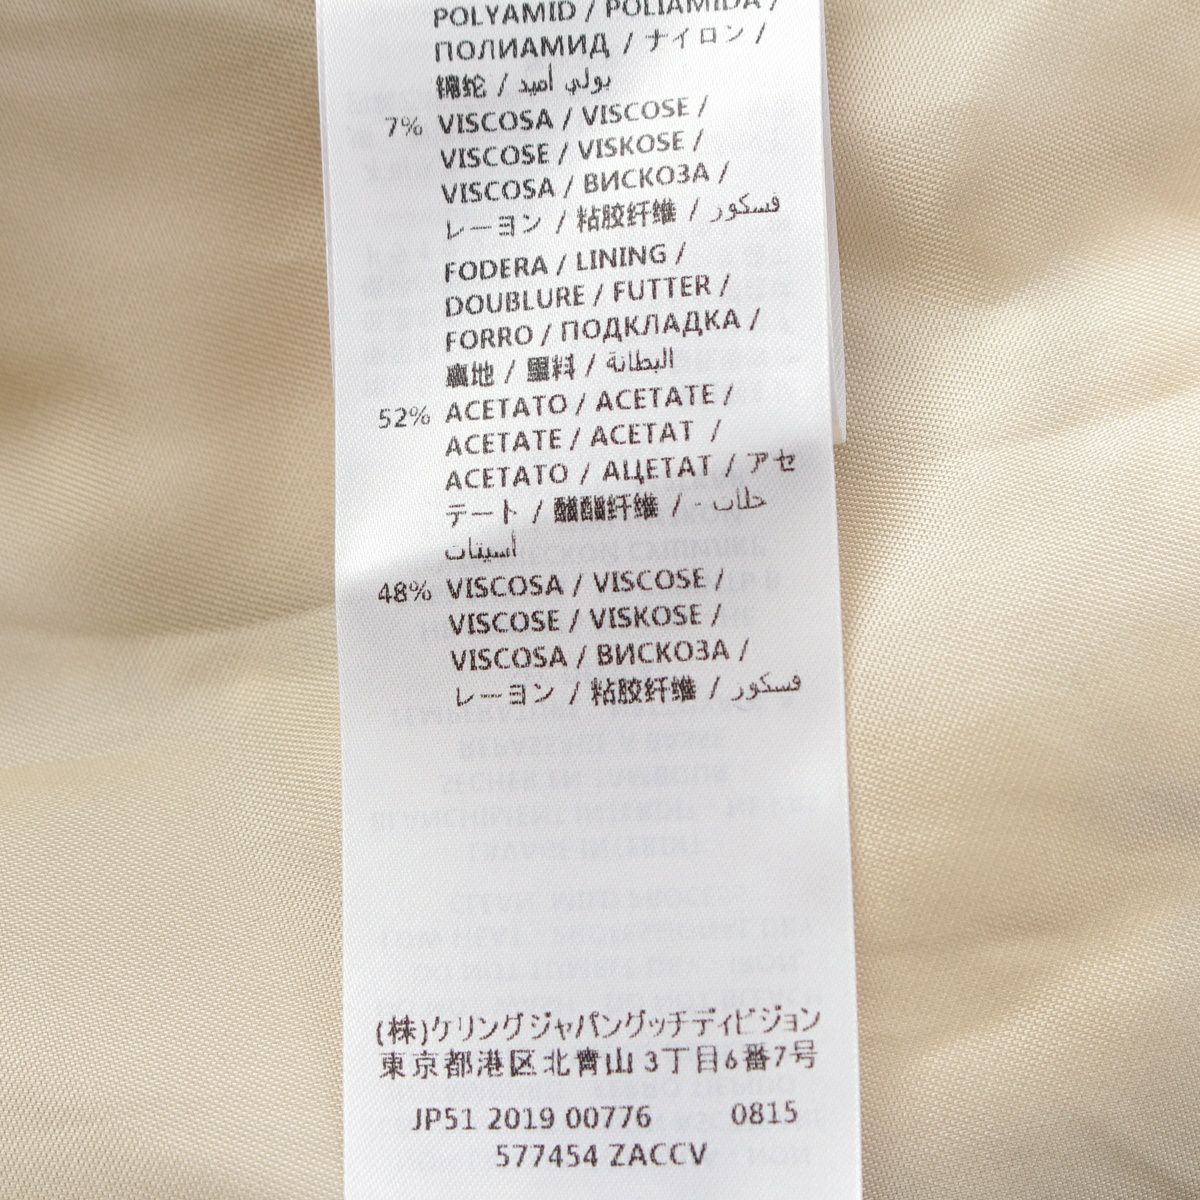 POLYAMID / POLIAMIDA /
ПОЛИАМИД / ナイロン /
锦纶 / بولي أميد
7% VISCOSA / VISCOSE /
VISCOSE / VISKOSE /
VISCOSA / ВИСКОЗА /
レーヨン / 粘胶纤维 / فسكور
FODERA / LINING /
DOUBLURE / FUTTER /
FORRO / ПОДКЛАДКА /
裏地 / 里料 / البطانة
52% ACETATO / ACETATE /
ACETATE / ACETAT /
ACETATO / АЦЕТАТ / アセ
テート / 醋酯纤维 / خلات -
أسيتات
48% VISCOSA / VISCOSE /
VISCOSE / VISKOSE /
VISCOSA / ВИСКОЗА /
レーヨン / 粘胶纤维 / فسكور
(株)ケリングジャパングッチディビジョン
東京都港区北青山3丁目6番7号
JP51 2019 00776 0815
577454 ZACCV